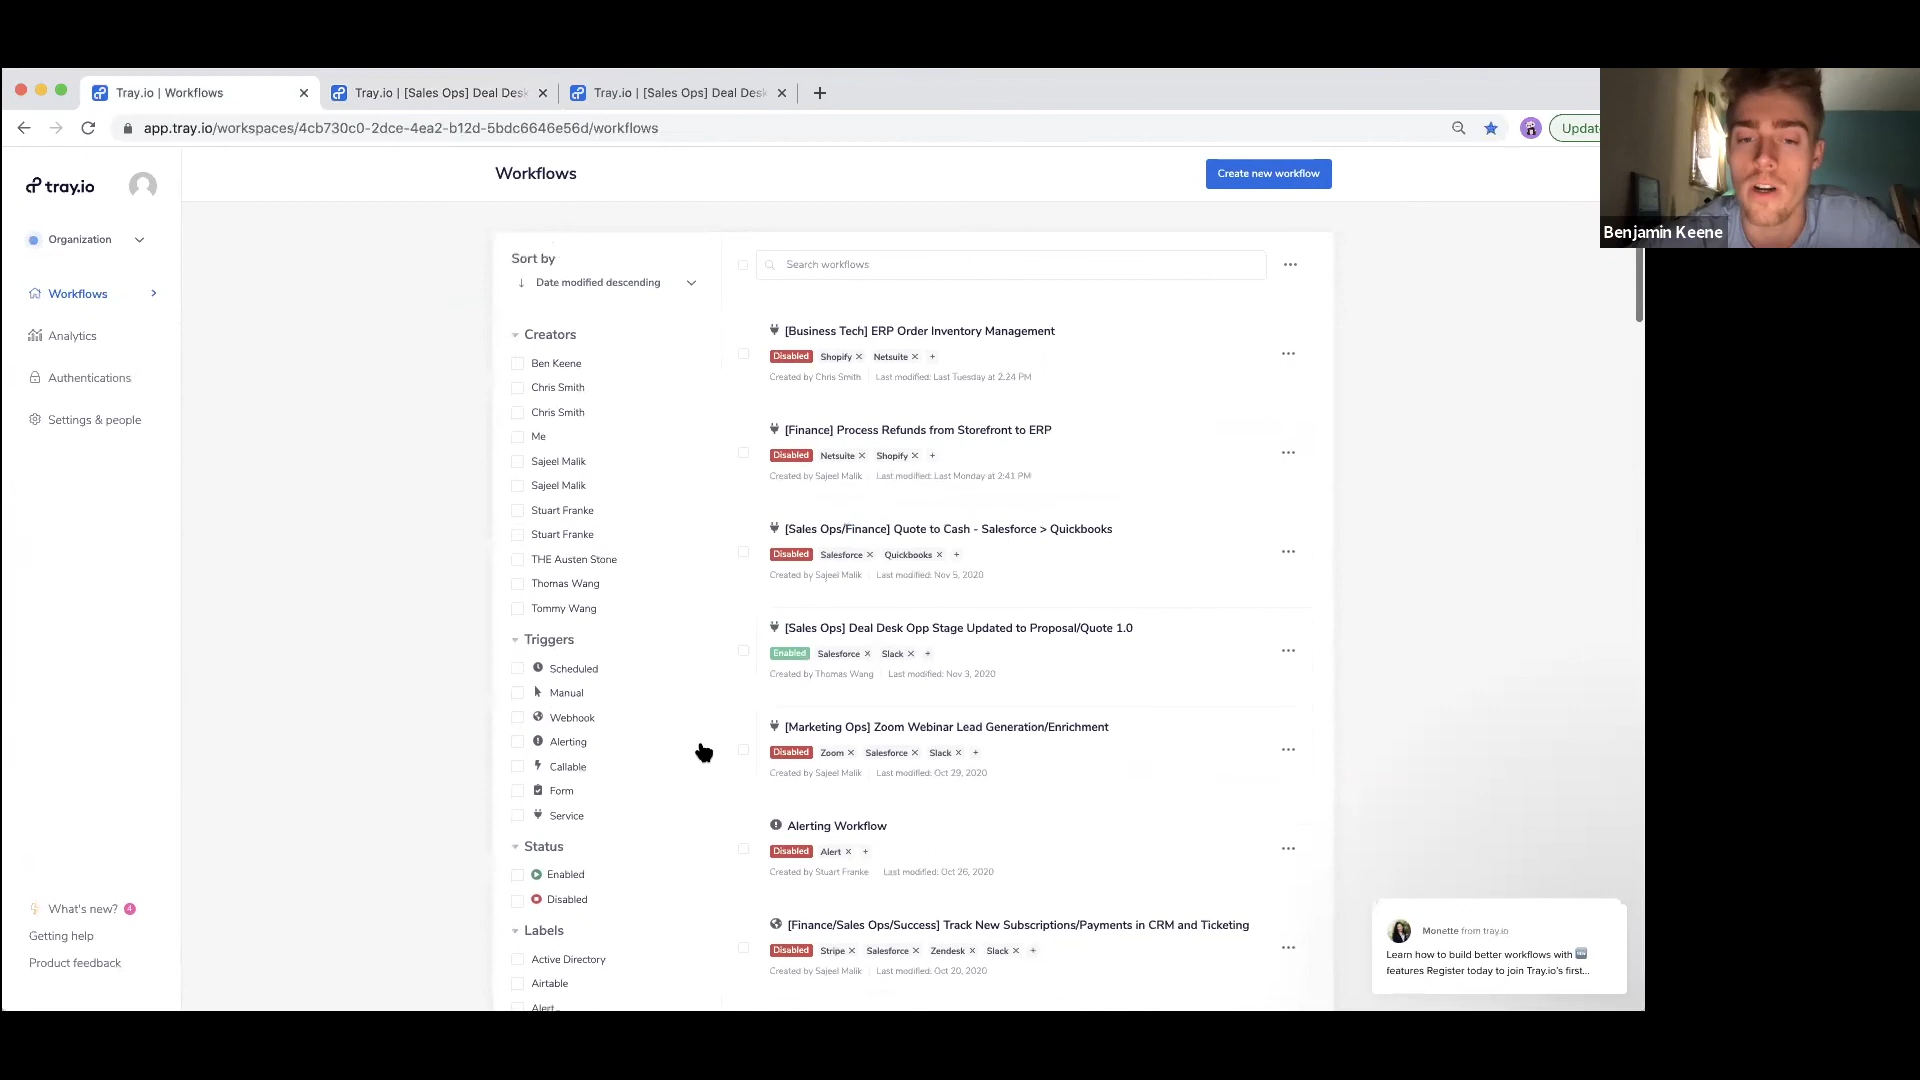 Tray.io | Workflows
Tray.io | [Sales Ops] Deal Desk
Tray.io | [Sales Ops] Deal Desk
app.tray.io/workspaces/4cb730c0-2dce-4ea2-b12d-5bdc6646e56d/workflows
Updat
Benjamin Keene
tray.io
Organization
Workflows
Analytics
Authentications
Settings & people
What's new? 4
Getting help
Product feedback
Workflows
Create new workflow
Sort by
Date modified descending
Creators
Ben Keene
Chris Smith
Chris Smith
Me
Sajeel Malik
Sajeel Malik
Stuart Franke
Stuart Franke
THE Austen Stone
Thomas Wang
Tommy Wang
Triggers
Scheduled
Manual
Webhook
Alerting
Callable
Form
Service
Status
Enabled
Disabled
Labels
Active Directory
Airtable
Alert
Search workflows
[Business Tech] ERP Order Inventory Management
Disabled Shopify Netsuite +
Created by Chris Smith Last modified: Last Tuesday at 2.24 PM
[Finance] Process Refunds from Storefront to ERP
Disabled Netsuite Shopify +
Created by Sajeel Malik Last modified: Last Monday at 2:41 PM
[Sales Ops/Finance] Quote to Cash - Salesforce > Quickbooks
Disabled Salesforce Quickbooks +
Created by Sajeel Malik Last modified: Nov 5, 2020
[Sales Ops] Deal Desk Opp Stage Updated to Proposal/Quote 1.0
Enabled Salesforce Slack +
Created by Thomas Wang Last modified: Nov 3, 2020
[Marketing Ops] Zoom Webinar Lead Generation/Enrichment
Disabled Zoom Salesforce Slack +
Created by Sajeel Malik Last modified: Oct 29, 2020
Alerting Workflow
Disabled Alert +
Created by Stuart Franke Last modified: Oct 26, 2020
[Finance/Sales Ops/Success] Track New Subscriptions/Payments in CRM and Ticketing
Disabled Stripe Salesforce Zendesk Slack +
Created by Sajeel Malik Last modified: Oct 20, 2020
Monette from tray.io
Learn how to build better workflows with
features Register today to join Tray.io's first...